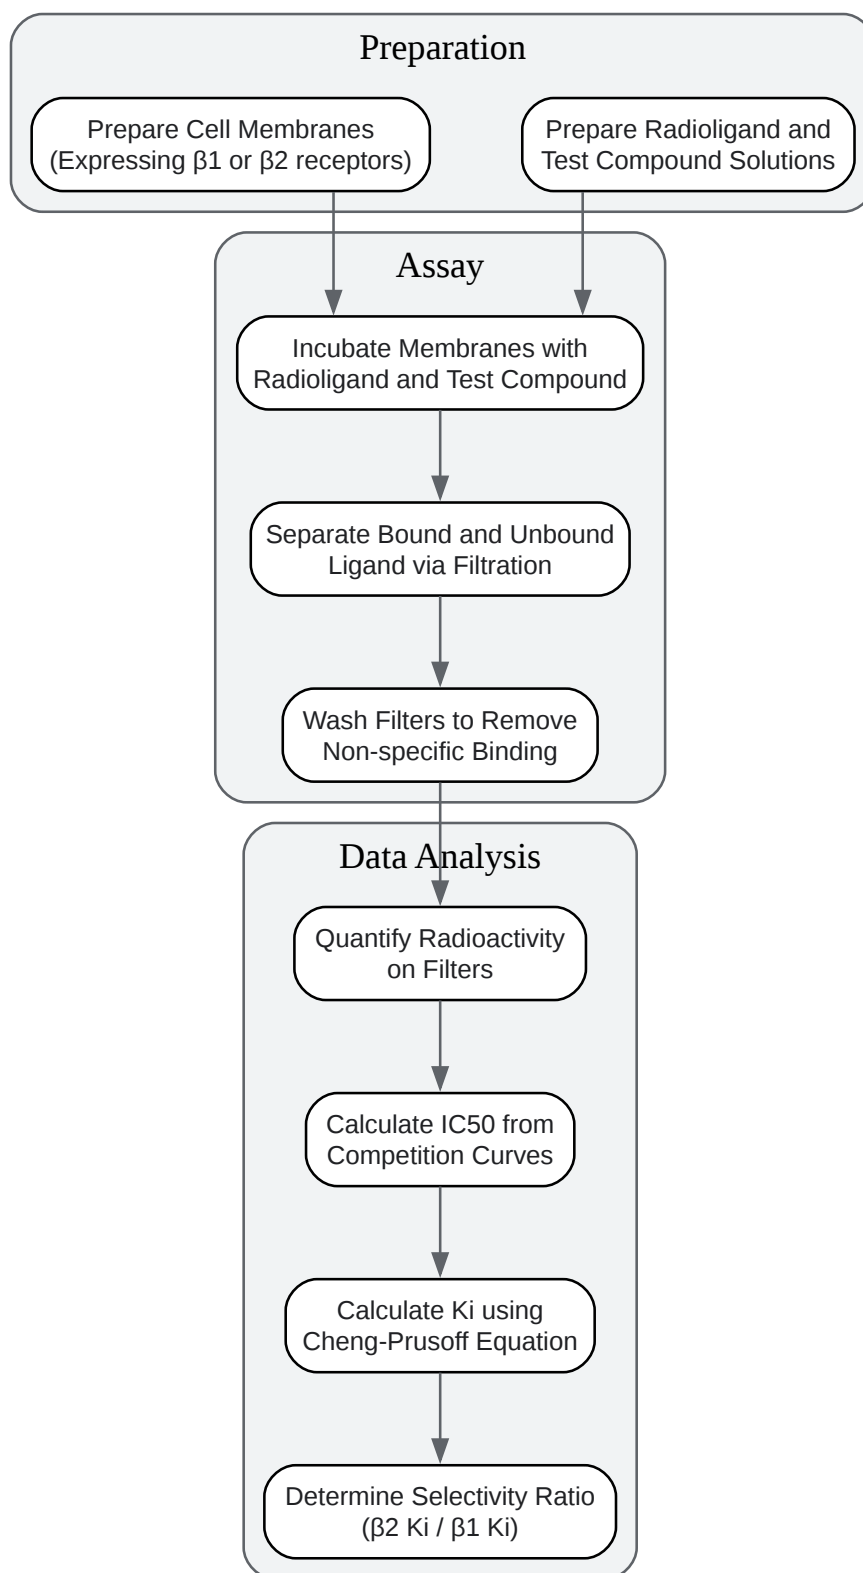 Preparation
Prepare Cell Membranes
(Expressing β1 or β2 receptors)
Prepare Radioligand and
Test Compound Solutions
Assay
Incubate Membranes with
Radioligand and Test Compound
Separate Bound and Unbound
Ligand via Filtration
Wash Filters to Remove
Non-specific Binding
Data Analysis
Quantify Radioactivity
on Filters
Calculate IC50 from
Competition Curves
Calculate Ki using
Cheng-Prusoff Equation
Determine Selectivity Ratio
(β2 Ki / β1 Ki)